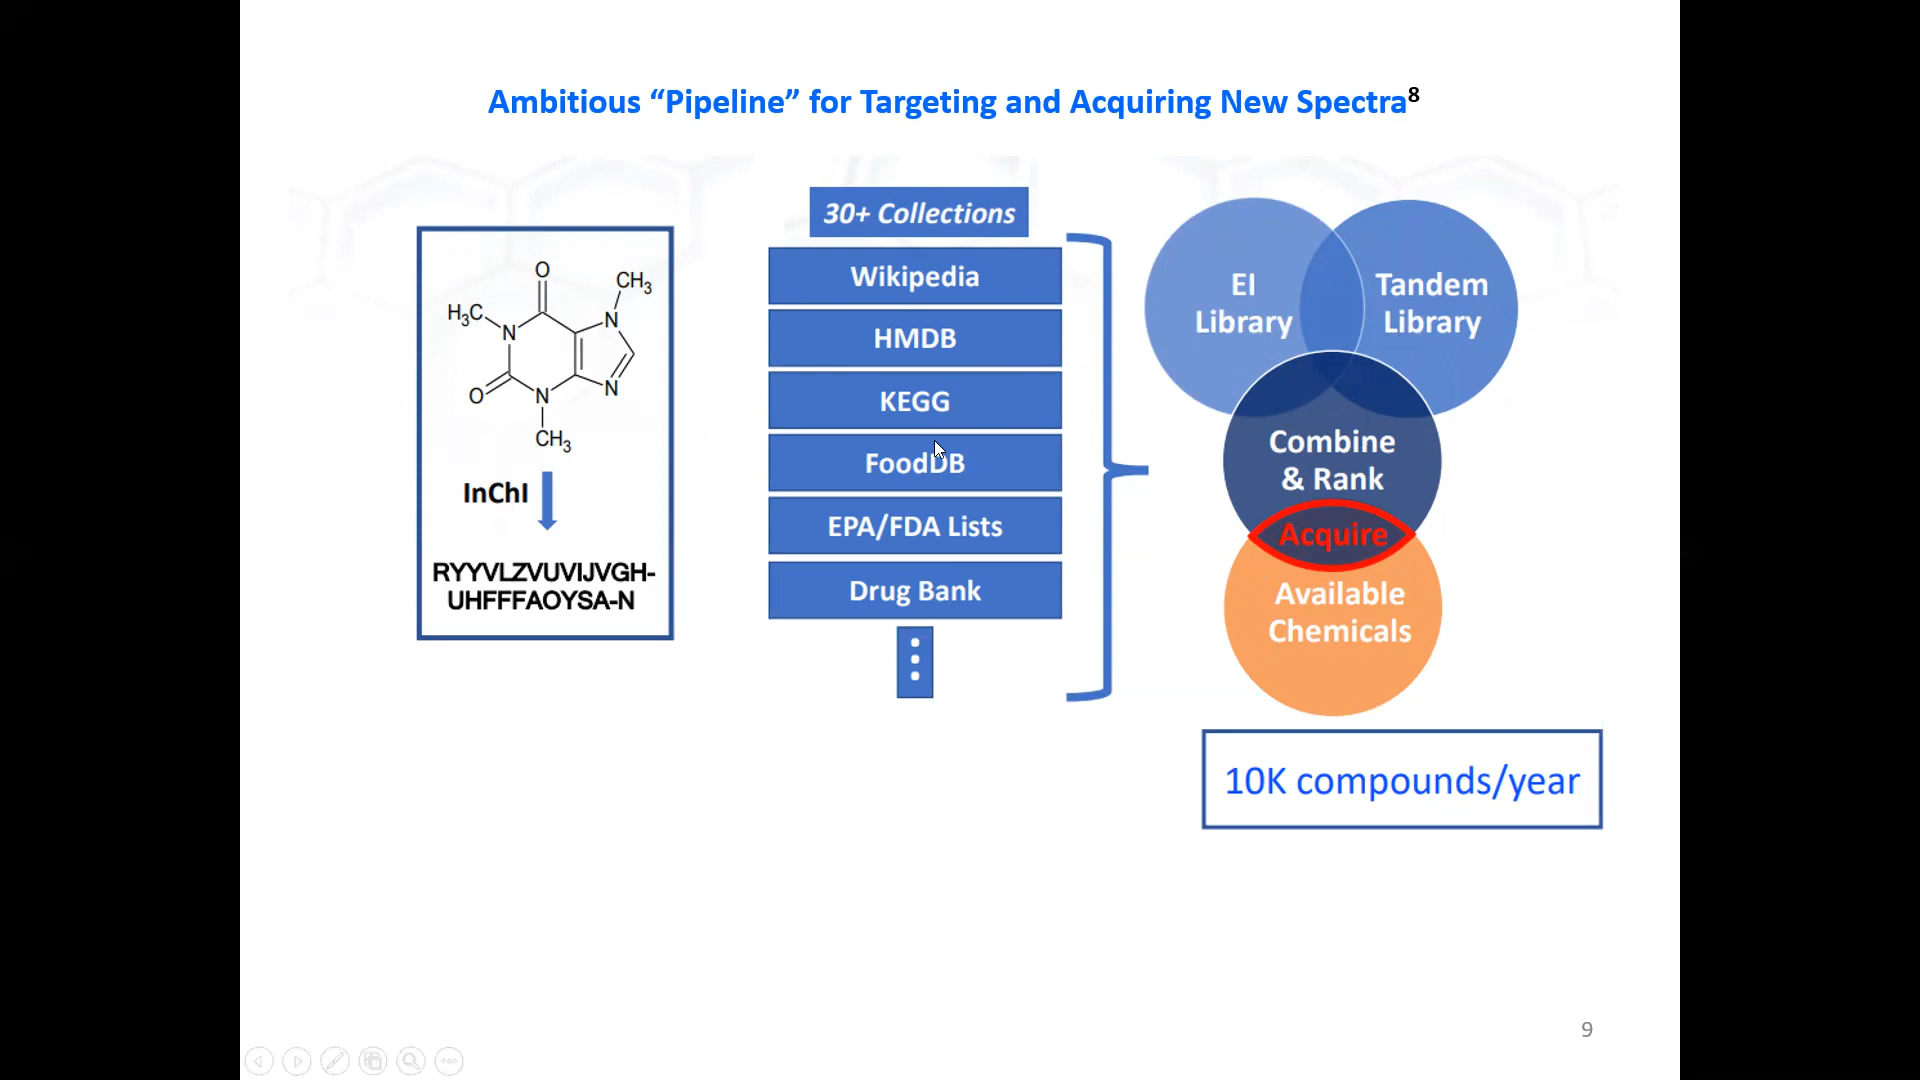 Ambitious “Pipeline” for Targeting and Acquiring New Spectra⁸
O
CH₃
H₃C
N
N
O
N
N
CH₃
InChI
RYYVLZVUVIJVGH-
UHFFFAOYSA-N
30+ Collections
Wikipedia
HMDB
KEGG
FoodDB
EPA/FDA Lists
Drug Bank
EI
Library
Tandem
Library
Combine
& Rank
Acquire
Available
Chemicals
10K compounds/year
9